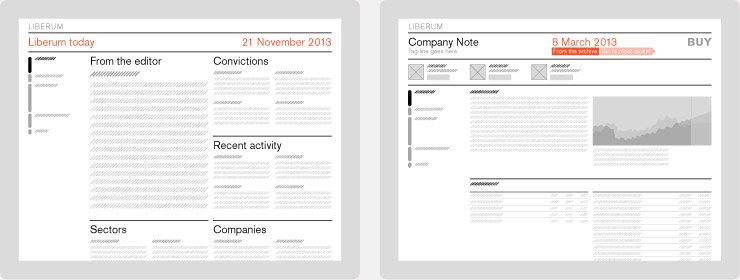 LIBERUM
Liberum today 21 November 2013
From the editor
Convictions
Recent activity
Sectors
Companies
LIBERUM
Company Note 8 March 2013 BUY
Tag-line goes here From the archive Go to most recent